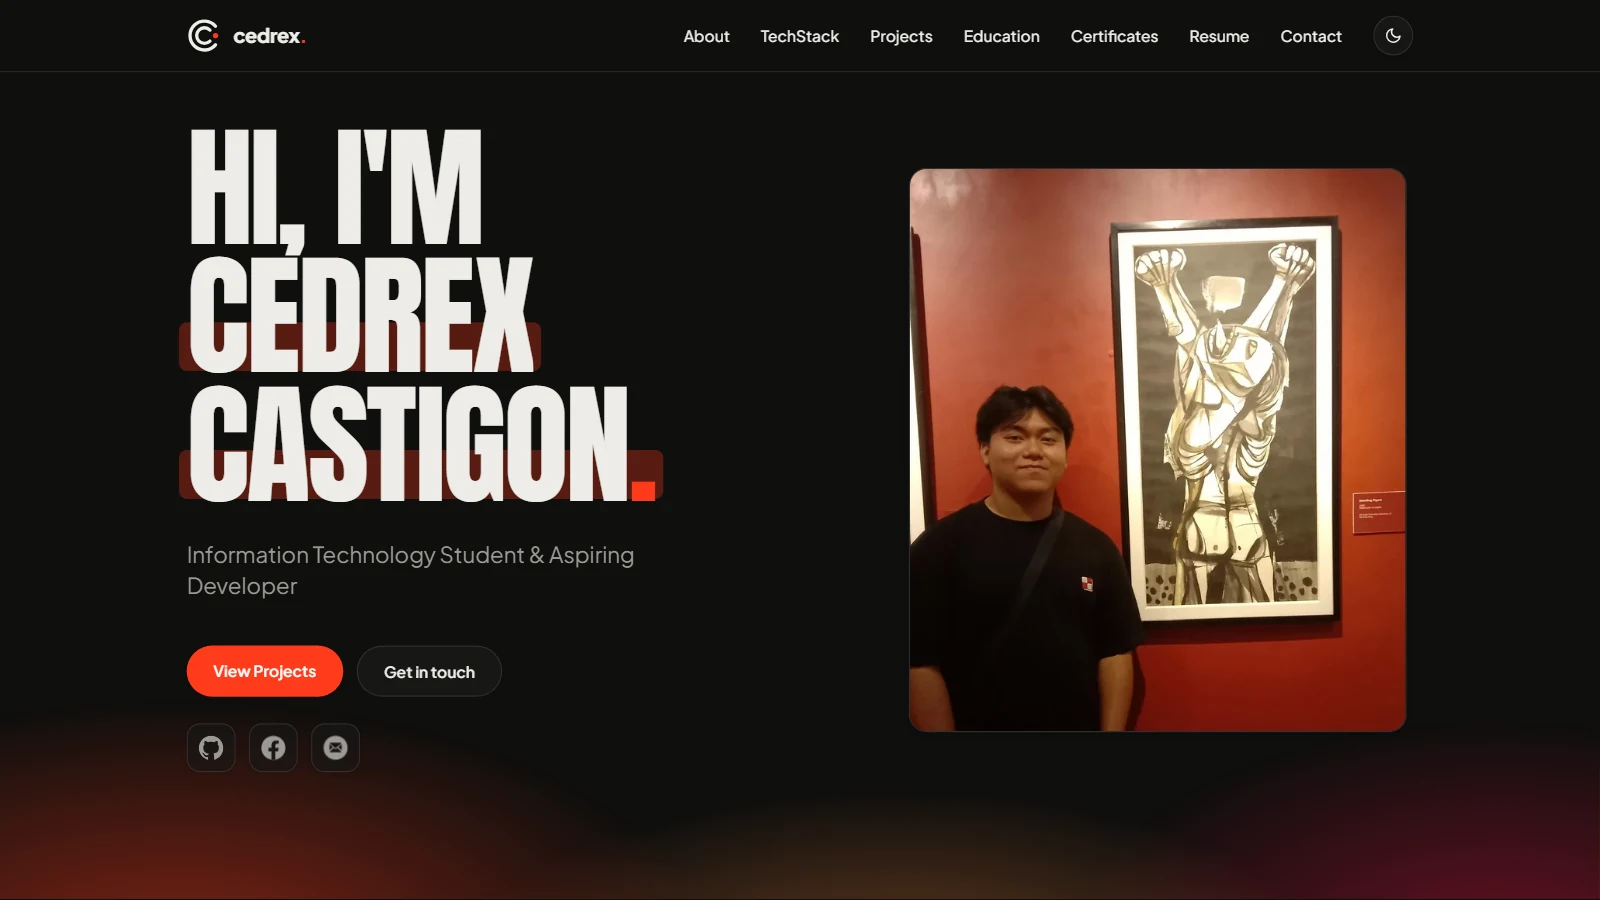 cedrex.
About
TechStack
Projects
Education
Certificates
Resume
Contact
HI, I'M
CEDREX
CASTIGON.
Information Technology Student & Aspiring
Developer
View Projects
Get in touch